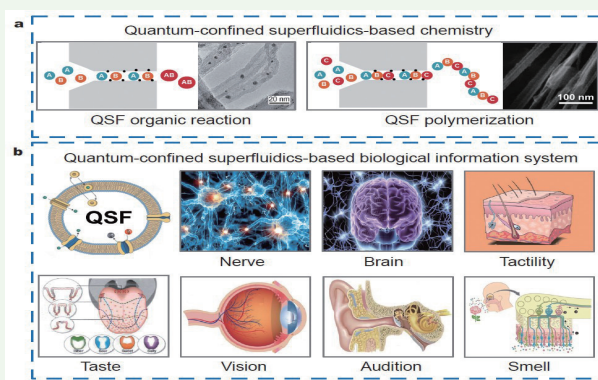 a
Quantum-confined superfluidics-based chemistry
A A B B A B A B AB AB
20 nm
C A B A B C A B C A B C A B C A B C
100 nm
QSF organic reaction
QSF polymerization
b
Quantum-confined superfluidics-based biological information system
QSF
Nerve
Brain
Tactility
Taste
Vision
Audition
Smell